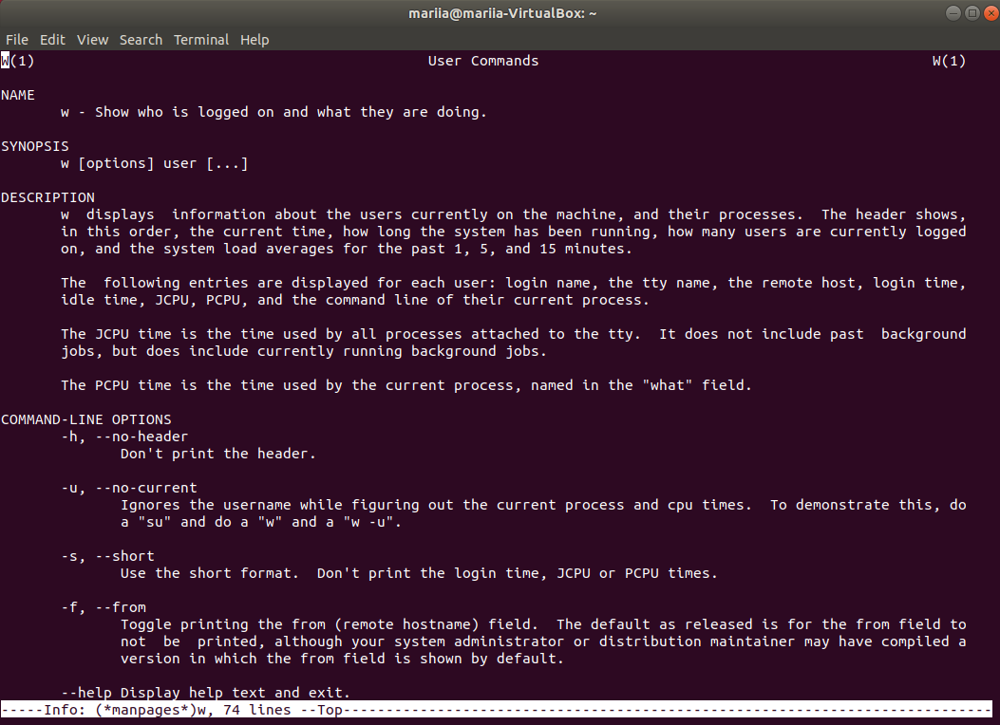 mariia@mariia-VirtualBox: ~
File Edit View Search Terminal Help
W(1) User Commands W(1)
NAME
w - Show who is logged on and what they are doing.
SYNOPSIS
w [options] user [...]
DESCRIPTION
w  displays  information about the users currently on the machine, and their processes.  The header shows,
in this order, the current time, how long the system has been running, how many users are currently logged
on, and the system load averages for the past 1, 5, and 15 minutes.
The  following entries are displayed for each user: login name, the tty name, the remote host, login time,
idle time, JCPU, PCPU, and the command line of their current process.
The JCPU time is the time used by all processes attached to the tty.  It does not include past  background
jobs, but does include currently running background jobs.
The PCPU time is the time used by the current process, named in the "what" field.
COMMAND-LINE OPTIONS
-h, --no-header
Don't print the header.
-u, --no-current
Ignores the username while figuring out the current process and cpu times.  To demonstrate this, do
a "su" and do a "w" and a "w -u".
-s, --short
Use the short format.  Don't print the login time, JCPU or PCPU times.
-f, --from
Toggle printing the from (remote hostname) field.  The default as released is for the from field to
not  be  printed, although your system administrator or distribution maintainer may have compiled a
version in which the from field is shown by default.
--help Display help text and exit.
-----Info: (*manpages*)w, 74 lines --Top----------------------------------------------------------------------------